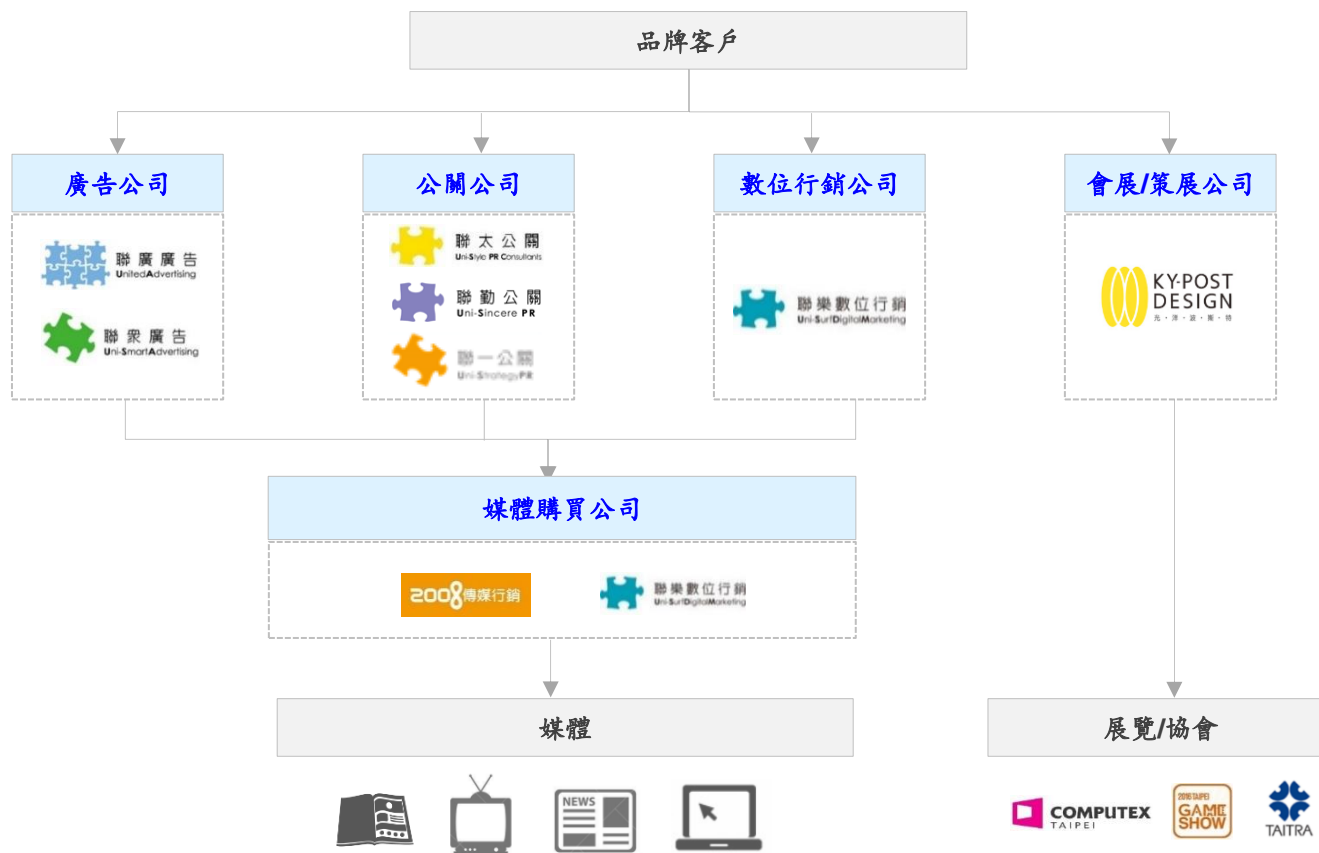 品牌客戶
廣告公司
公關公司
數位行銷公司
會展/策展公司
聯廣廣告
UnitedAdvertising
聯眾廣告
Uni-SmartAdvertising
聯太公關
Uni-Style PR Consultants
聯勤公關
Uni-Sincere PR
聯一公關
Uni-StrategyPR
聯樂數位行銷
Uni-SurfDigitalMarketing
KY-POST
DESIGN
媒體購買公司
2008傳媒行銷
聯樂數位行銷
Uni-SurfDigitalMarketing
媒體
展覽/協會
NEWS
COMPUTEX
TAIPEI
2016 TAIPEI
GAME
SHOW
TAITRA